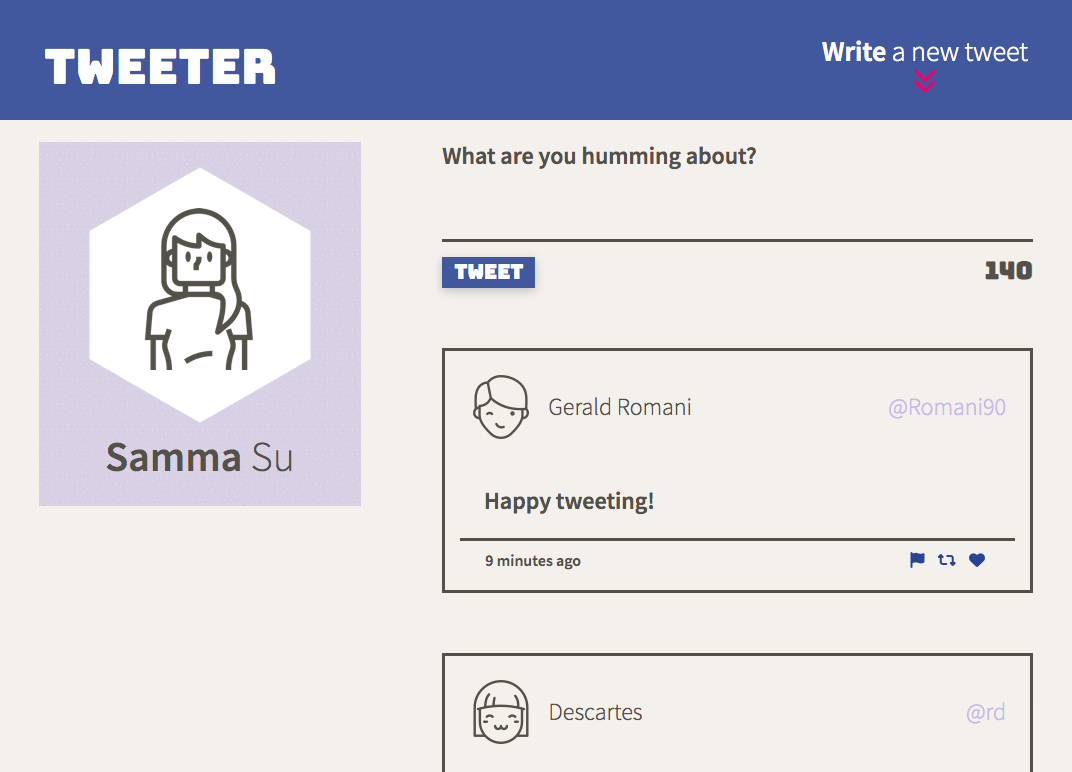 TWEETER
Write a new tweet
Samma Su
What are you humming about?
TWEET
140
Gerald Romani
@Romani90
Happy tweeting!
9 minutes ago
Descartes
@rd